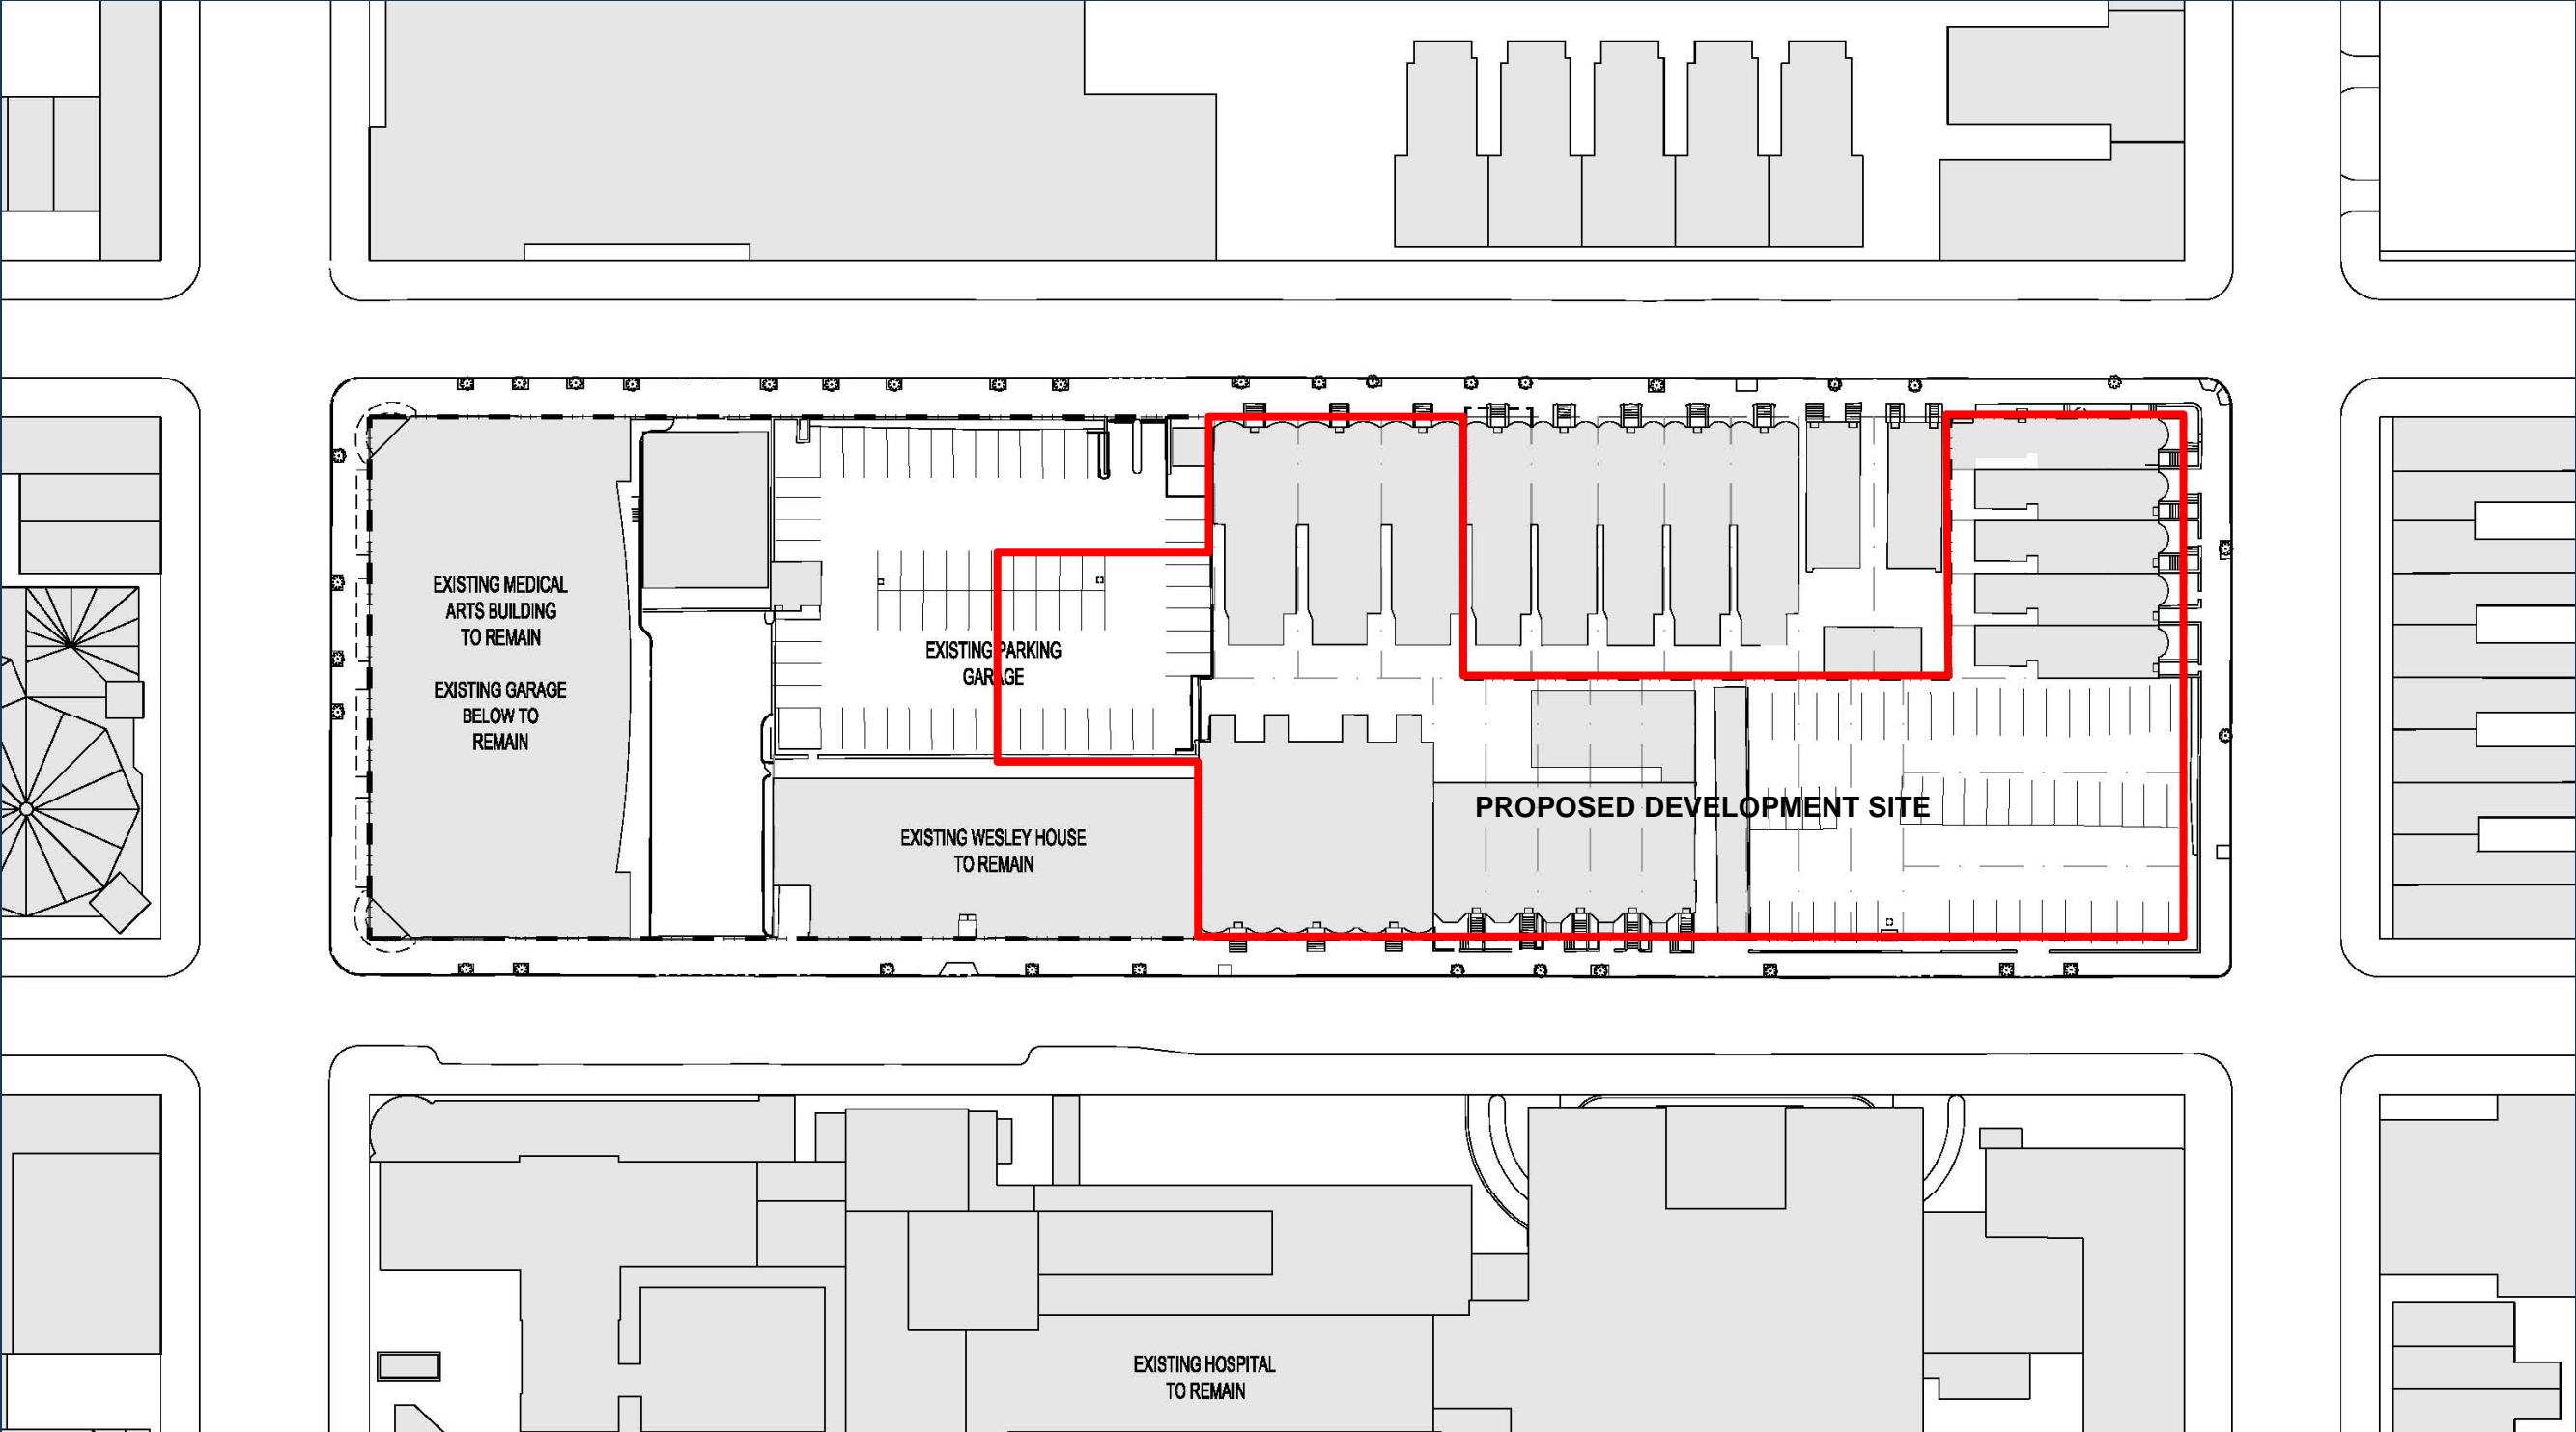 EXISTING MEDICAL
ARTS BUILDING
TO REMAIN
EXISTING GARAGE
BELOW TO
REMAIN
EXISTING PARKING
GARAGE
EXISTING WESLEY HOUSE
TO REMAIN
PROPOSED DEVELOPMENT SITE
EXISTING HOSPITAL
TO REMAIN